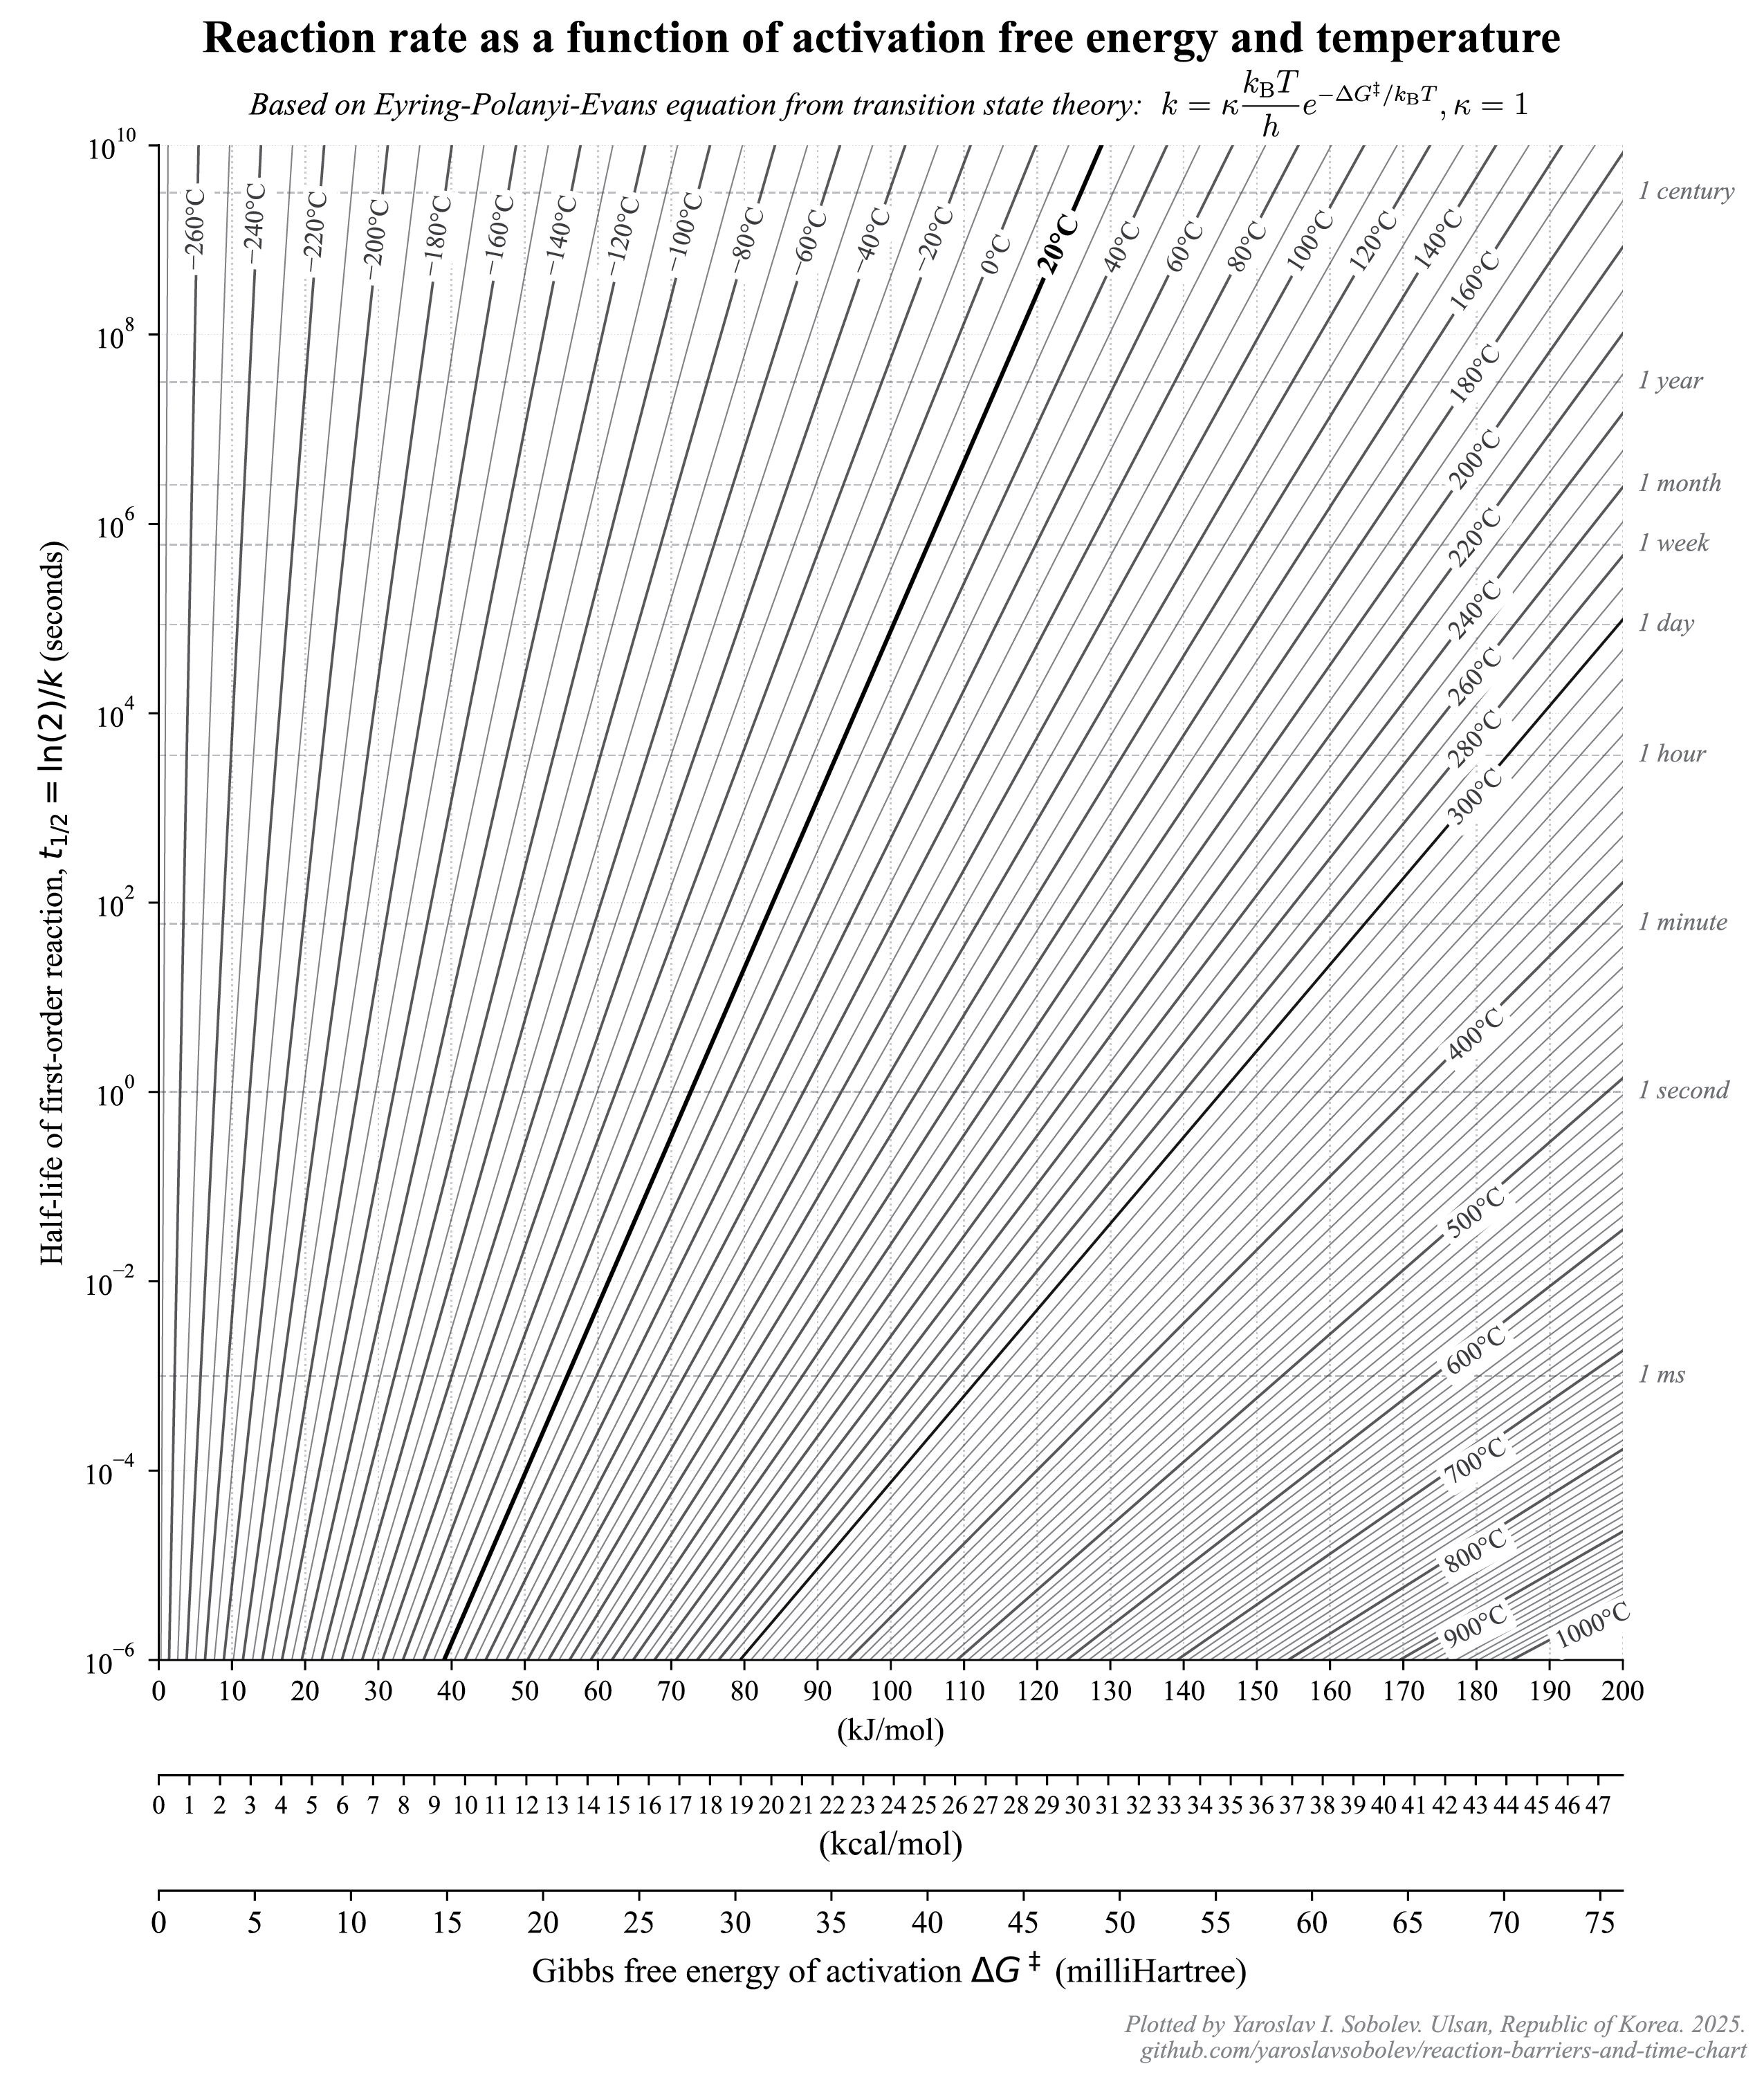 Reaction rate as a function of activation free energy and temperature
Based on Eyring-Polanyi-Evans equation from transition state theory: k = κ k_B T / h e^{−ΔG‡/k_B T}, κ = 1
Half-life of first-order reaction, t_{1/2} = ln(2)/k (seconds)
10^10
10^8
10^6
10^4
10^2
10^0
10^−2
10^−4
10^−6
−260°C −240°C −220°C −200°C −180°C −160°C −140°C −120°C −100°C −80°C −60°C −40°C −20°C 0°C 20°C 40°C 60°C 80°C 100°C 120°C 140°C 160°C
180°C
200°C
220°C
240°C
260°C
280°C
300°C
400°C
500°C
600°C
700°C
800°C
900°C
1000°C
1 century
1 year
1 month
1 week
1 day
1 hour
1 minute
1 second
1 ms
0 10 20 30 40 50 60 70 80 90 100 110 120 130 140 150 160 170 180 190 200
(kJ/mol)
0 1 2 3 4 5 6 7 8 9 10 11 12 13 14 15 16 17 18 19 20 21 22 23 24 25 26 27 28 29 30 31 32 33 34 35 36 37 38 39 40 41 42 43 44 45 46 47
(kcal/mol)
0 5 10 15 20 25 30 35 40 45 50 55 60 65 70 75
Gibbs free energy of activation ΔG‡ (milliHartree)
Plotted by Yaroslav I. Sobolev. Ulsan, Republic of Korea. 2025.
github.com/yaroslavsobolev/reaction-barriers-and-time-chart